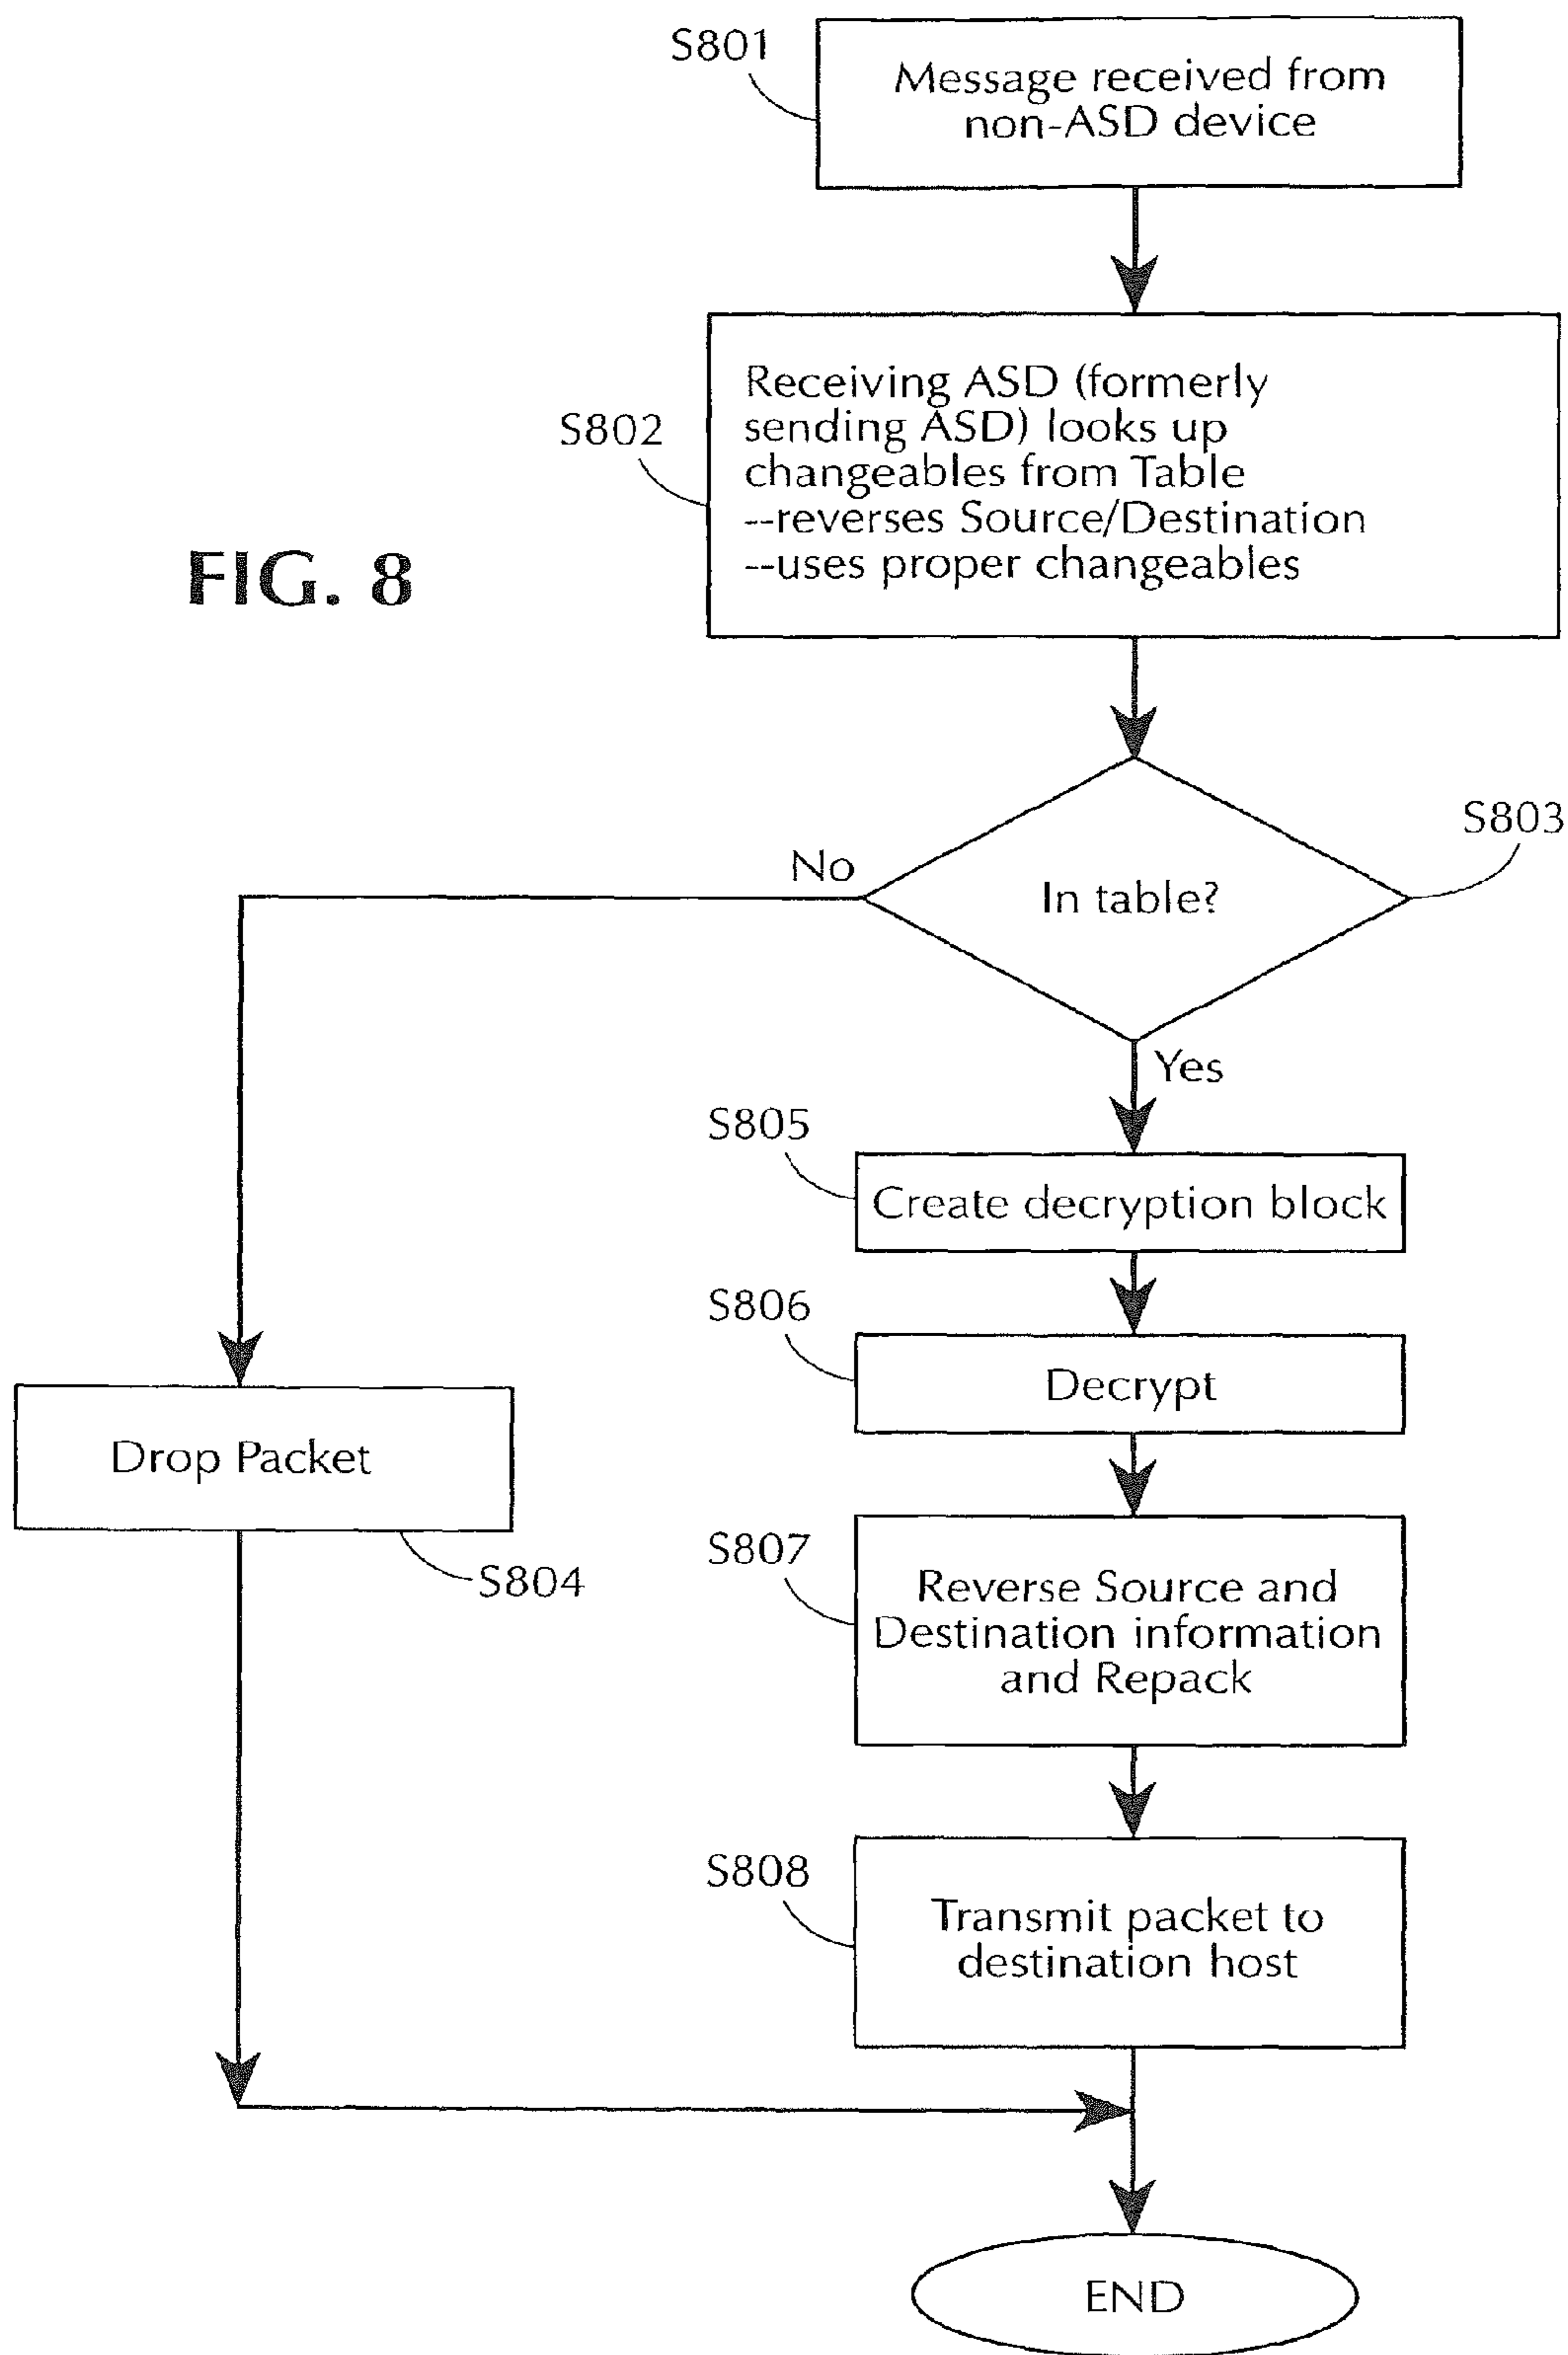 S801
Message received from
non-ASD device
S802
Receiving ASD (formerly
sending ASD) looks up
changeables from Table
--reverses Source/Destination
--uses proper changeables
FIG. 8
S803
No
In table?
Yes
S805
Create decryption block
S806
Decrypt
Drop Packet
S804
S807
Reverse Source and
Destination information
and Repack
S808
Transmit packet to
destination host
END